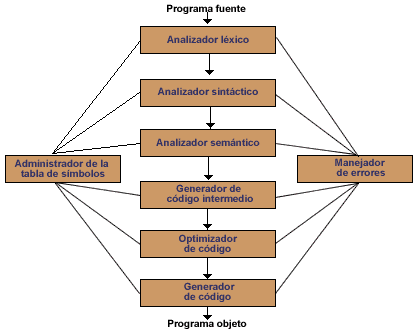 Programa fuente
Analizador léxico
Analizador sintáctico
Analizador semántico
Administrador de la
tabla de símbolos
Manejador
de errores
Generador de
código intermedio
Optimizador
de código
Generador
de código
Programa objeto